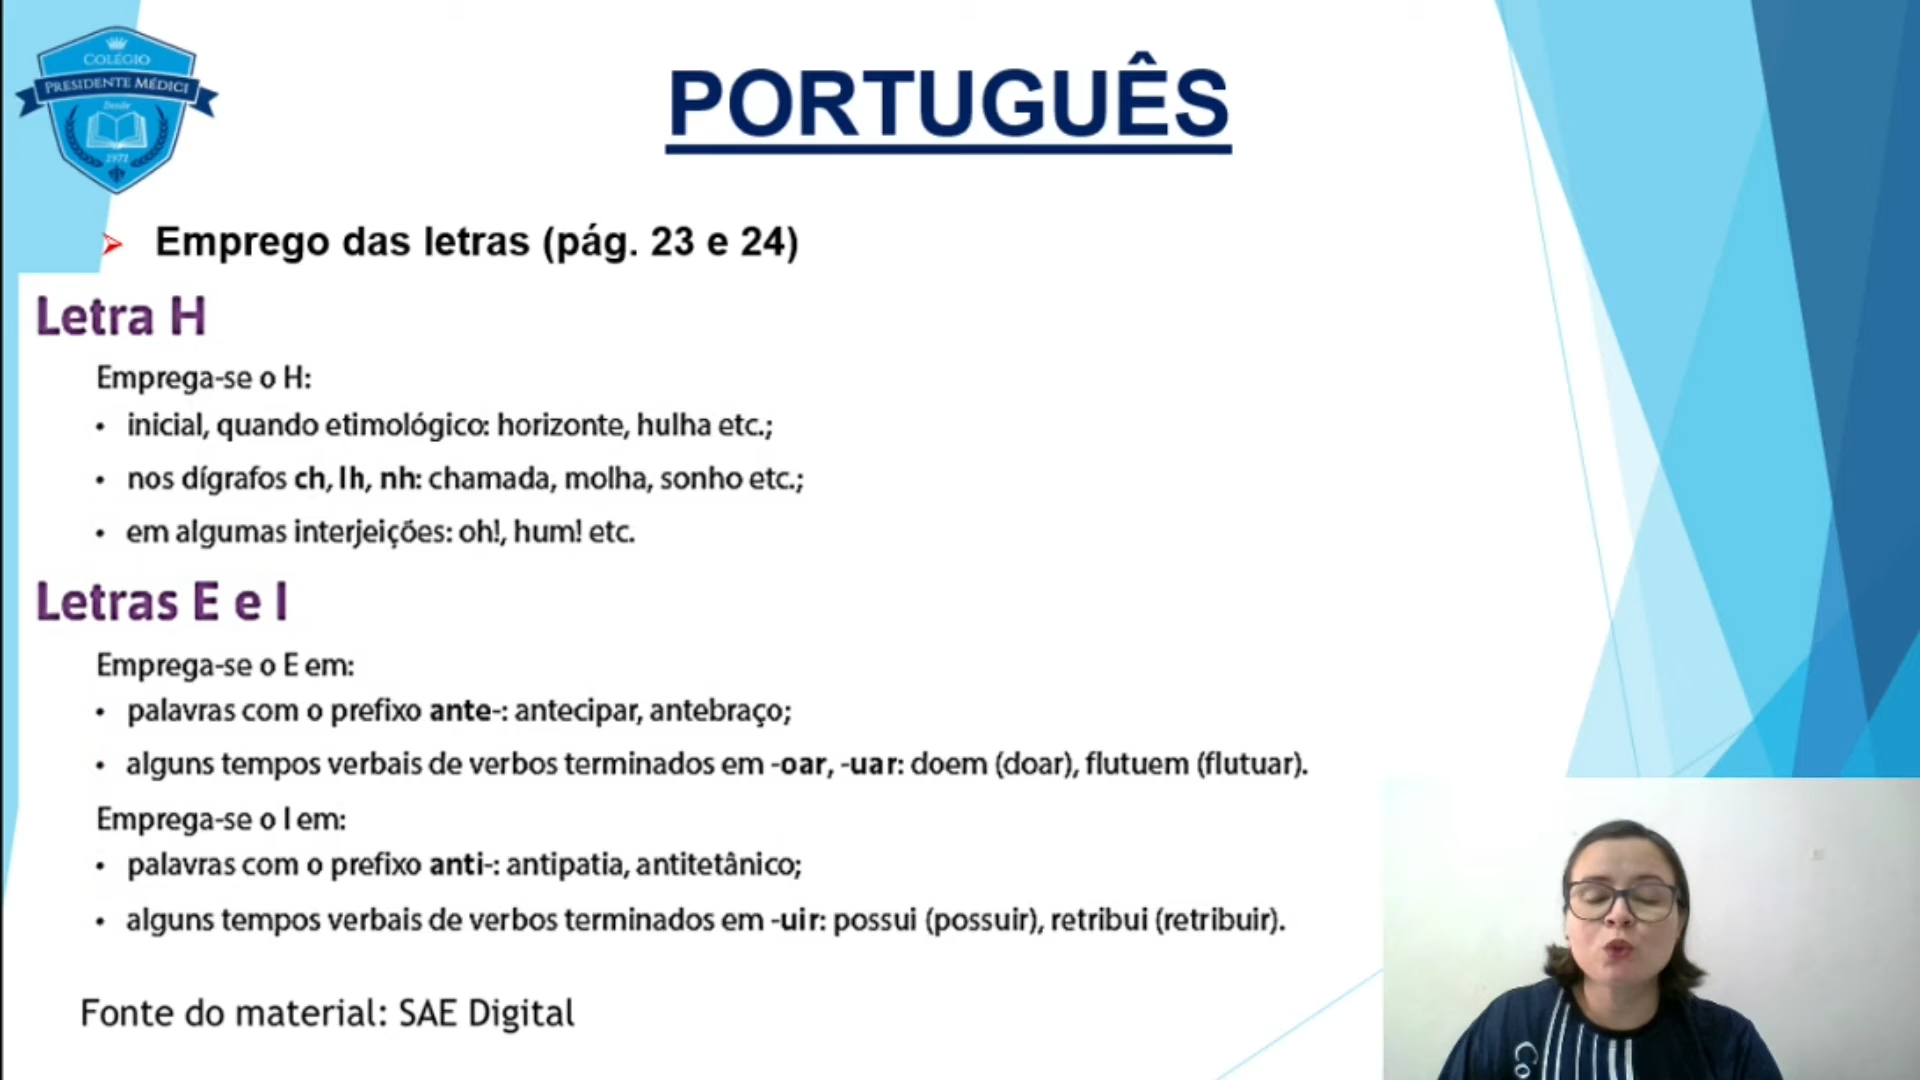 COLÉGIO
PRESIDENTE MÉDICI
Desde
1971
PORTUGUÊS
Emprego das letras (pág. 23 e 24)
Letra H
Emprega-se o H:
• inicial, quando etimológico: horizonte, hulha etc.;
• nos dígrafos ch, lh, nh: chamada, molha, sonho etc.;
• em algumas interjeições: oh!, hum! etc.
Letras E e I
Emprega-se o E em:
• palavras com o prefixo ante-: antecipar, antebraço;
• alguns tempos verbais de verbos terminados em -oar, -uar: doem (doar), flutuem (flutuar).
Emprega-se o I em:
• palavras com o prefixo anti-: antipatia, antitetânico;
• alguns tempos verbais de verbos terminados em -uir: possui (possuir), retribui (retribuir).
Fonte do material: SAE Digital
Co